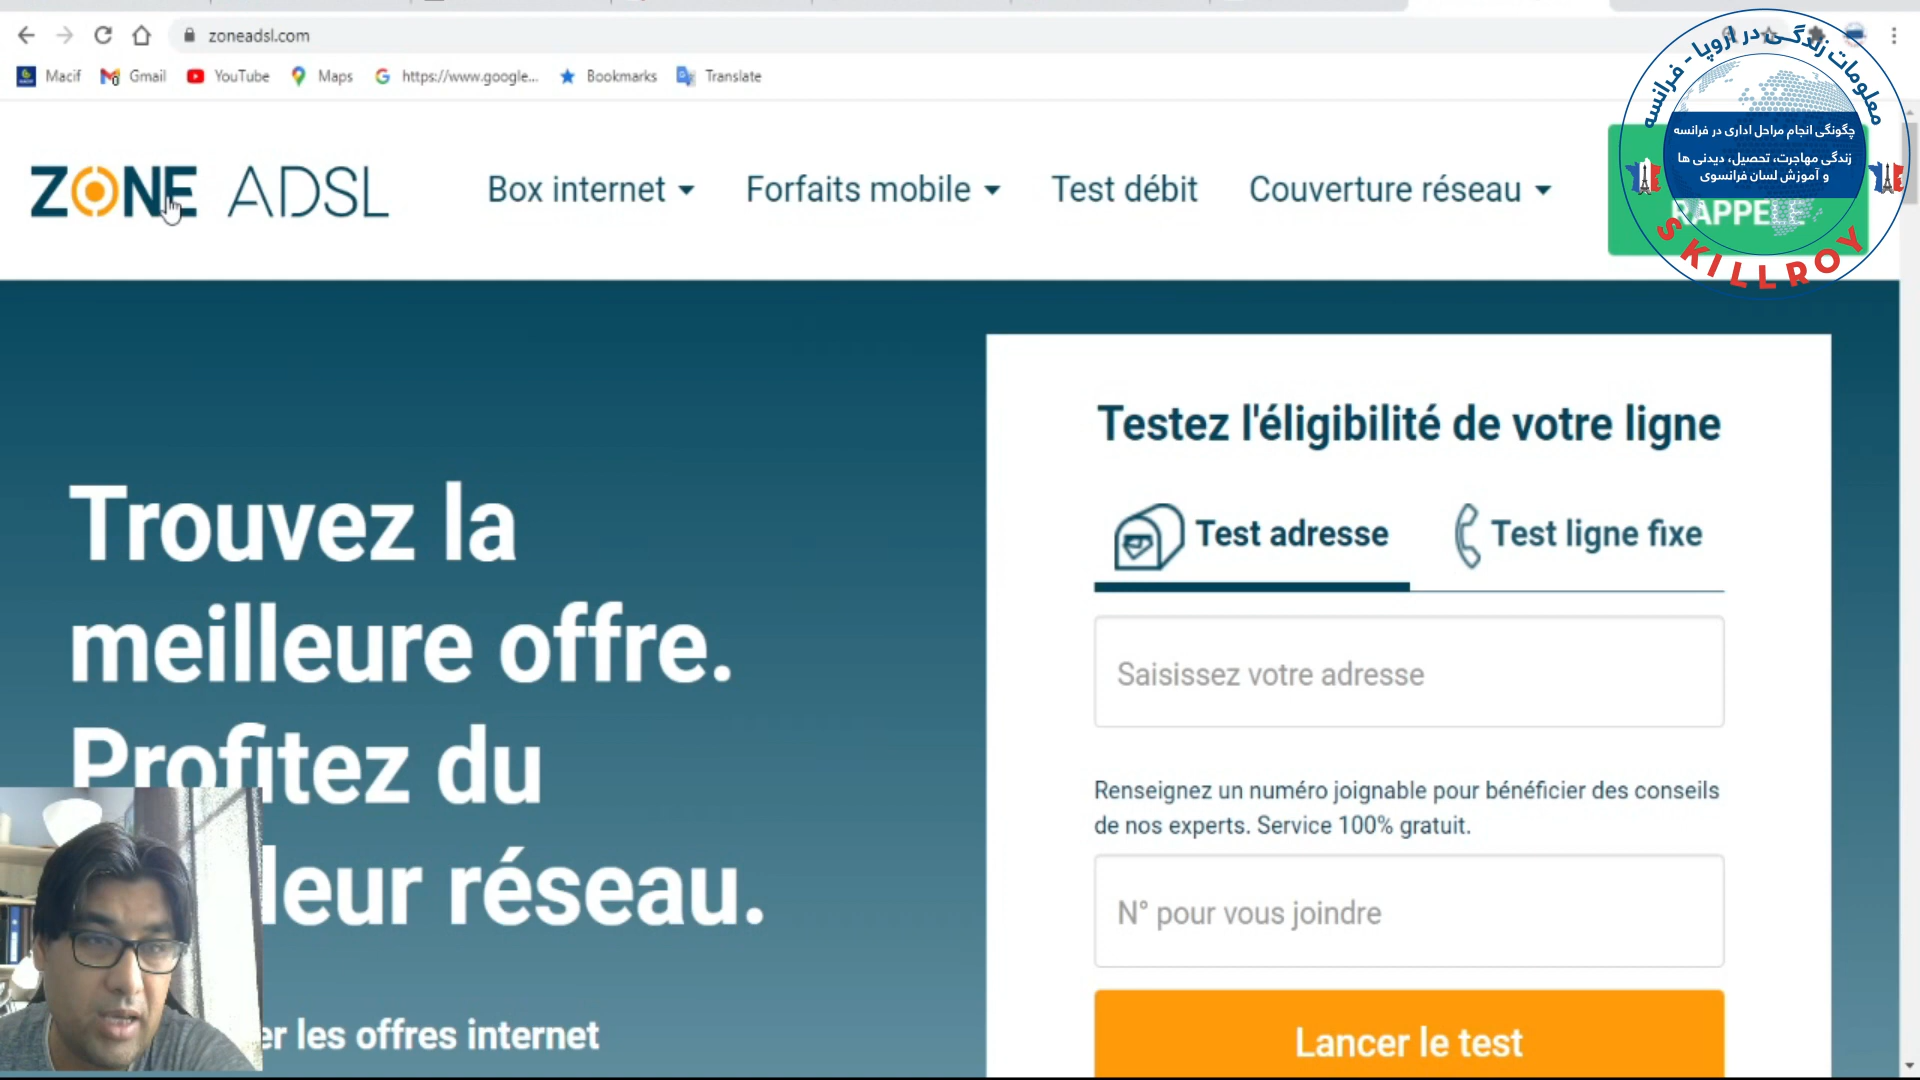 zoneadsl.com
Macif Gmail YouTube Maps https://www.google... Bookmarks Translate
معلومات زندگی در اروپا - فرانسه
چگونگی انجام مراحل اداری در فرانسه
زندگی مهاجرت، تحصیل، دیدنی ها
و آموزش لسان فرانسوی
SKILLROY
ZONE ADSL Box internet Forfaits mobile Test débit Couverture réseau
Trouvez la
meilleure offre.
Profitez du
leur réseau.
er les offres internet
Testez l'éligibilité de votre ligne
Test adresse Test ligne fixe
Saisissez votre adresse
Renseignez un numéro joignable pour bénéficier des conseils
de nos experts. Service 100% gratuit.
N° pour vous joindre
Lancer le test